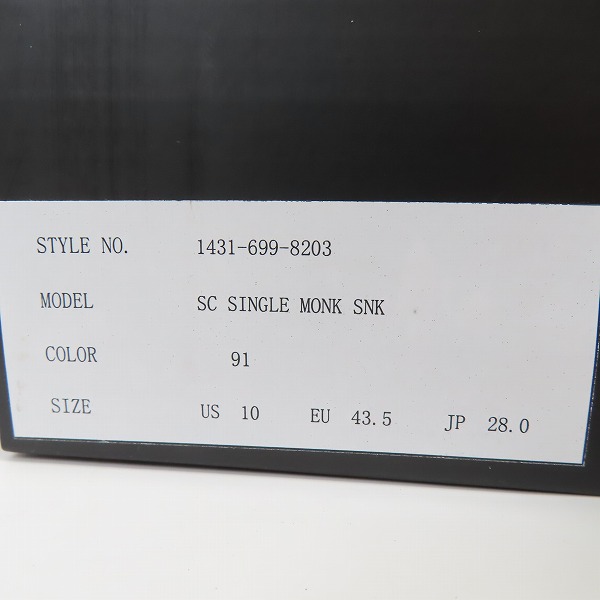 STYLE NO. 1431-699-8203
MODEL SC SINGLE MONK SNK
COLOR 91
SIZE US 10 EU 43.5 JP 28.0